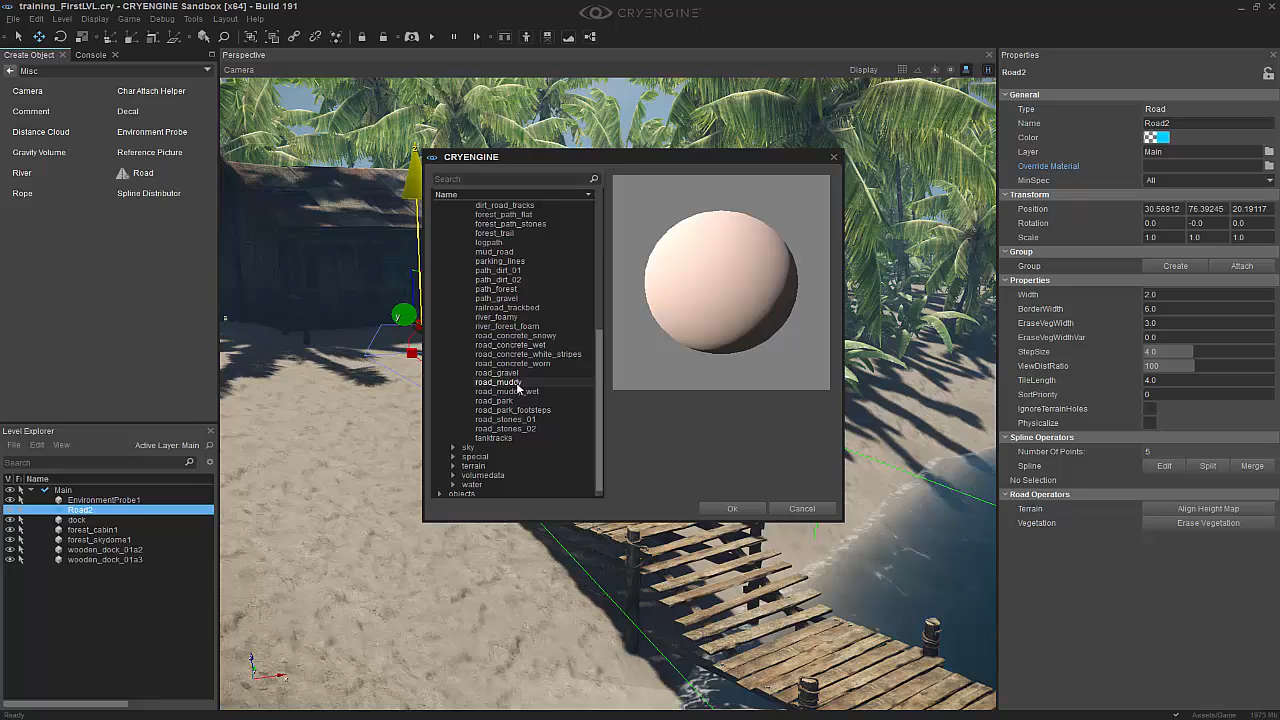 training_FirstLVL.cry - CRYENGINE Sandbox [x64] - Build 191
CRYENGINE
File Edit Level Display Game Debug Tools Layout Help
Create Object
Console
Perspective
Properties
Misc
Camera
Display
Road2
Camera
CharAttach Helper
Comment
Decal
Distance Cloud
Environment Probe
Gravity Volume
Reference Picture
River
Road
Rope
Spline Distributor
General
Type
Road
Name
Road2
Color
Layer
Main
Override Material
MinSpec
All
Transform
Position
30.56912
76.39245
20.19117
Rotation
0.0
-0.0
0.0
Scale
1.0
1.0
1.0
Group
Group
Create
Attach
Properties
Width
2.0
BorderWidth
6.0
EraseVegWidth
3.0
EraseVegWidthVar
0.0
StepSize
4.0
ViewDistRatio
100
TileLength
4.0
SortPriority
0
IgnoreTerrainHoles
Physicalize
Spline Operators
Number Of Points:
5
Spline
Edit
Split
Merge
No Selection
Road Operators
Terrain
Align Height Map
Vegetation
Erase Vegetation
CRYENGINE
Search
Name
dirt_road_tracks
forest_path_flat
forest_path_stones
forest_trail
logpath
mud_road
parking_lines
path_dirt_01
path_dirt_02
path_forest
path_gravel
railroad_trackbed
river_foamy
river_forest_foam
road_concrete_snowy
road_concrete_wet
road_concrete_white_stripes
road_concrete_worn
road_gravel
road_muddy
road_muddy_wet
road_park
road_park_footsteps
road_stones_01
road_stones_02
tanktracks
sky
special
terrain
volumedata
water
objects
Ok
Cancel
y
Level Explorer
File Edit View
Active Layer: Main
Search
V F Name
Main
EnvironmentProbe1
Road2
dock
forest_cabin1
forest_skydome1
wooden_dock_01a2
wooden_dock_01a3
Ready
Assets/Game
1973 Mb